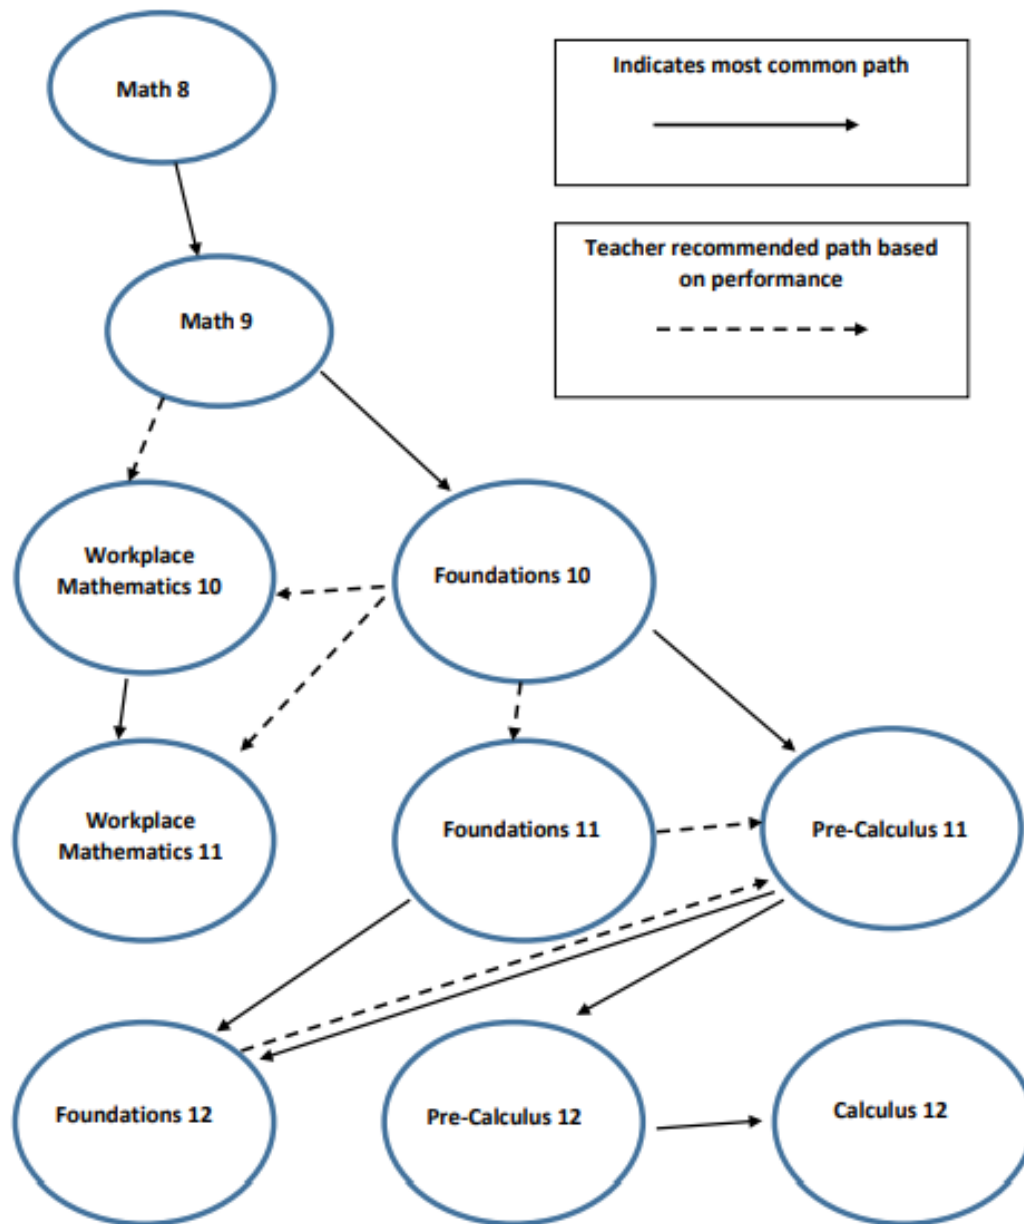 Math 8
Indicates most common path
Teacher recommended path based
on performance
Math 9
Workplace
Mathematics 10
Foundations 10
Workplace
Mathematics 11
Foundations 11
Pre-Calculus 11
Foundations 12
Pre-Calculus 12
Calculus 12